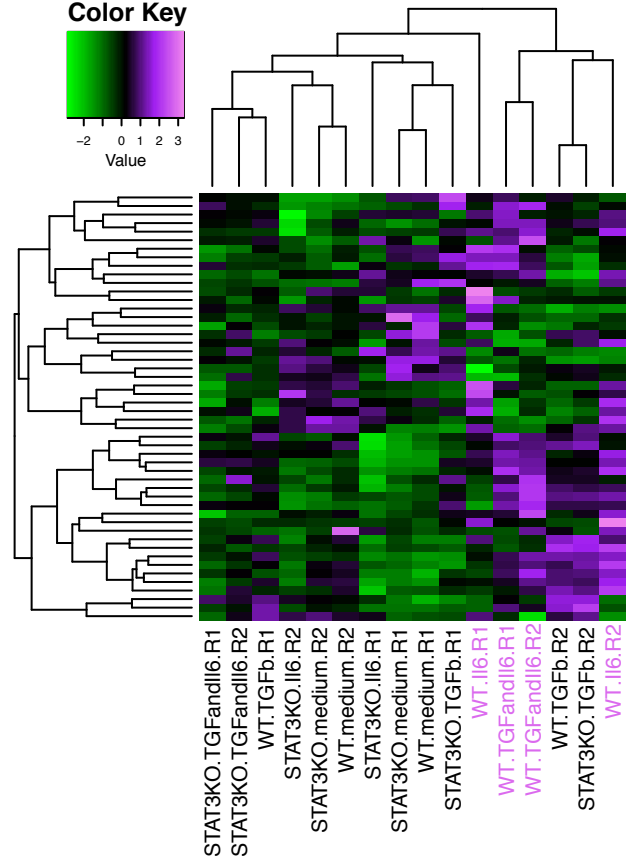 Color Key
−2 0 1 2 3
Value
STAT3KO.TGFandIl6.R1
STAT3KO.TGFandIl6.R2
WT.TGFb.R1
STAT3KO.Il6.R2
STAT3KO.medium.R2
WT.medium.R2
STAT3KO.Il6.R1
STAT3KO.medium.R1
WT.medium.R1
STAT3KO.TGFb.R1
WT.Il6.R1
WT.TGFandIl6.R1
WT.TGFandIl6.R2
WT.TGFb.R2
STAT3KO.TGFb.R2
WT.Il6.R2